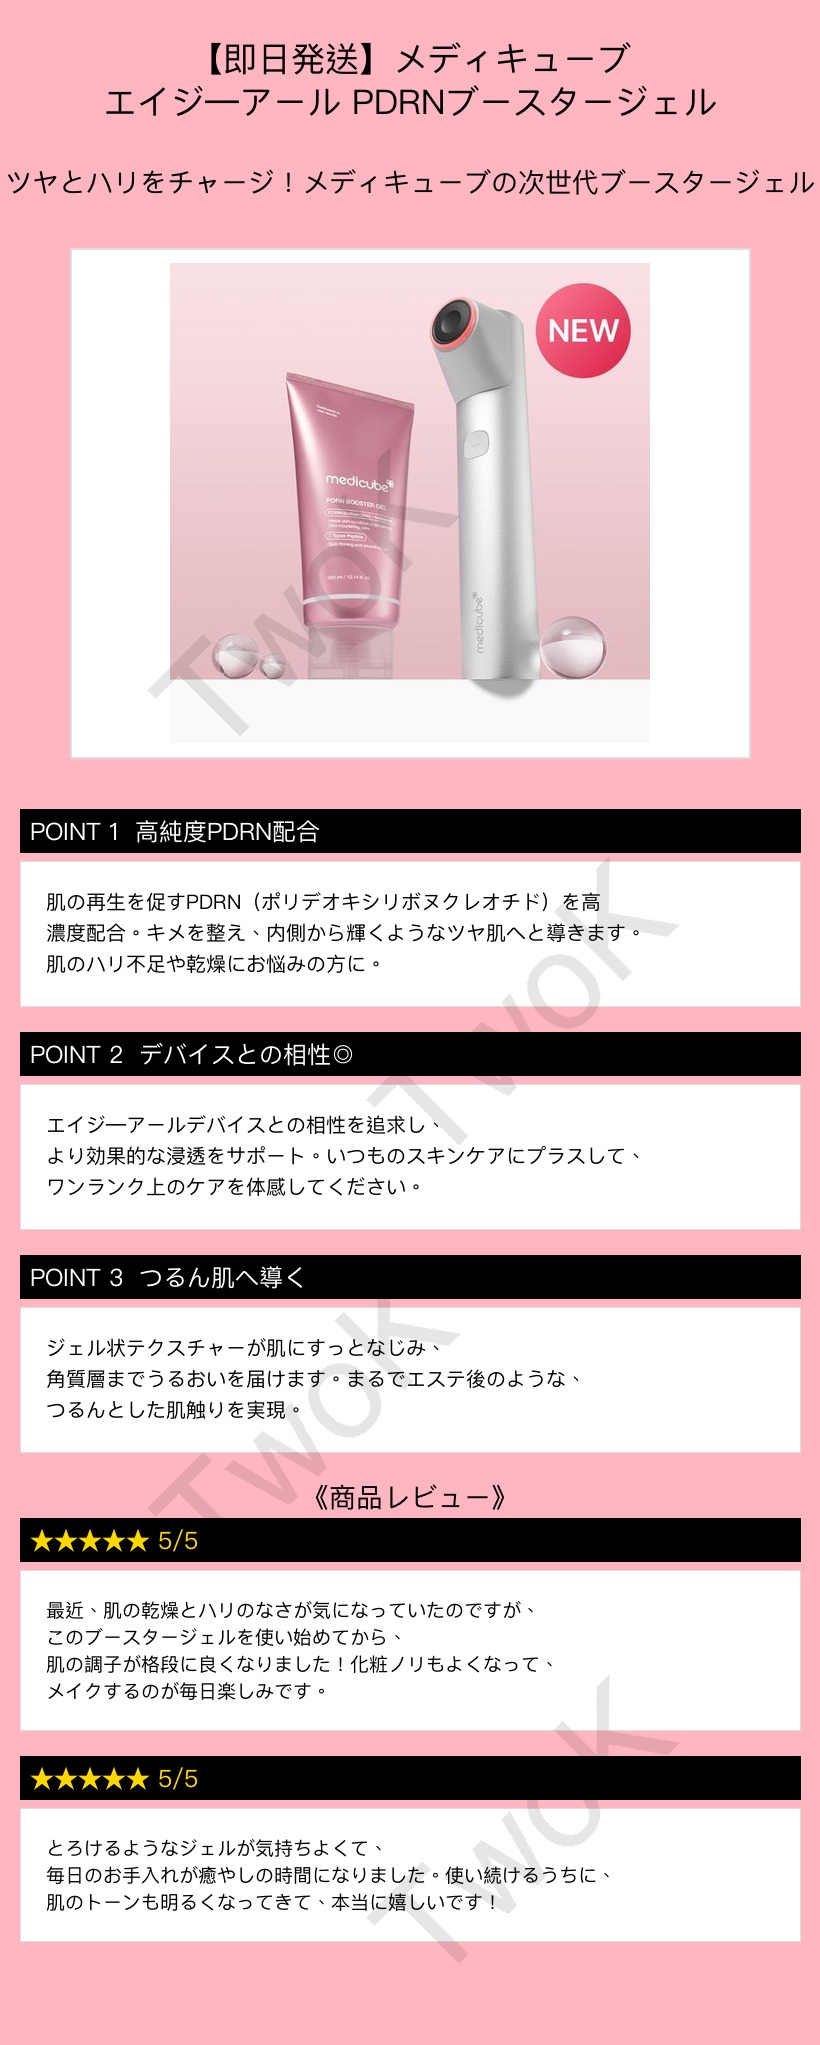 【即日発送】メディキューブ
エイジーアール PDRNブースタージェル
ツヤとハリをチャージ！メディキューブの次世代ブースタージェル
NEW
medicube
PDRN BOOSTER GEL
medicube
TwoK
POINT 1 高純度PDRN配合
肌の再生を促すPDRN（ポリデオキシリボヌクレオチド）を高
濃度配合。キメを整え、内側から輝くようなツヤ肌へと導きます。
肌のハリ不足や乾燥にお悩みの方に。
TwoK
POINT 2 デバイスとの相性◎
エイジーアールデバイスとの相性を追求し、
より効果的な浸透をサポート。いつものスキンケアにプラスして、
ワンランク上のケアを体感してください。
POINT 3 つるん肌へ導く
ジェル状テクスチャーが肌にすっとなじみ、
角質層までうるおいを届けます。まるでエステ後のような、
つるんとした肌触りを実現。
TwoK
《商品レビュー》
★★★★★ 5/5
最近、肌の乾燥とハリのなさが気になっていたのですが、
このブースタージェルを使い始めてから、
肌の調子が格段に良くなりました！化粧ノリもよくなって、
メイクするのが毎日楽しみです。
★★★★★ 5/5
とろけるようなジェルが気持ちよくて、
毎日のお手入れが癒やしの時間になりました。使い続けるうちに、
肌のトーンも明るくなってきて、本当に嬉しいです！
TwoK